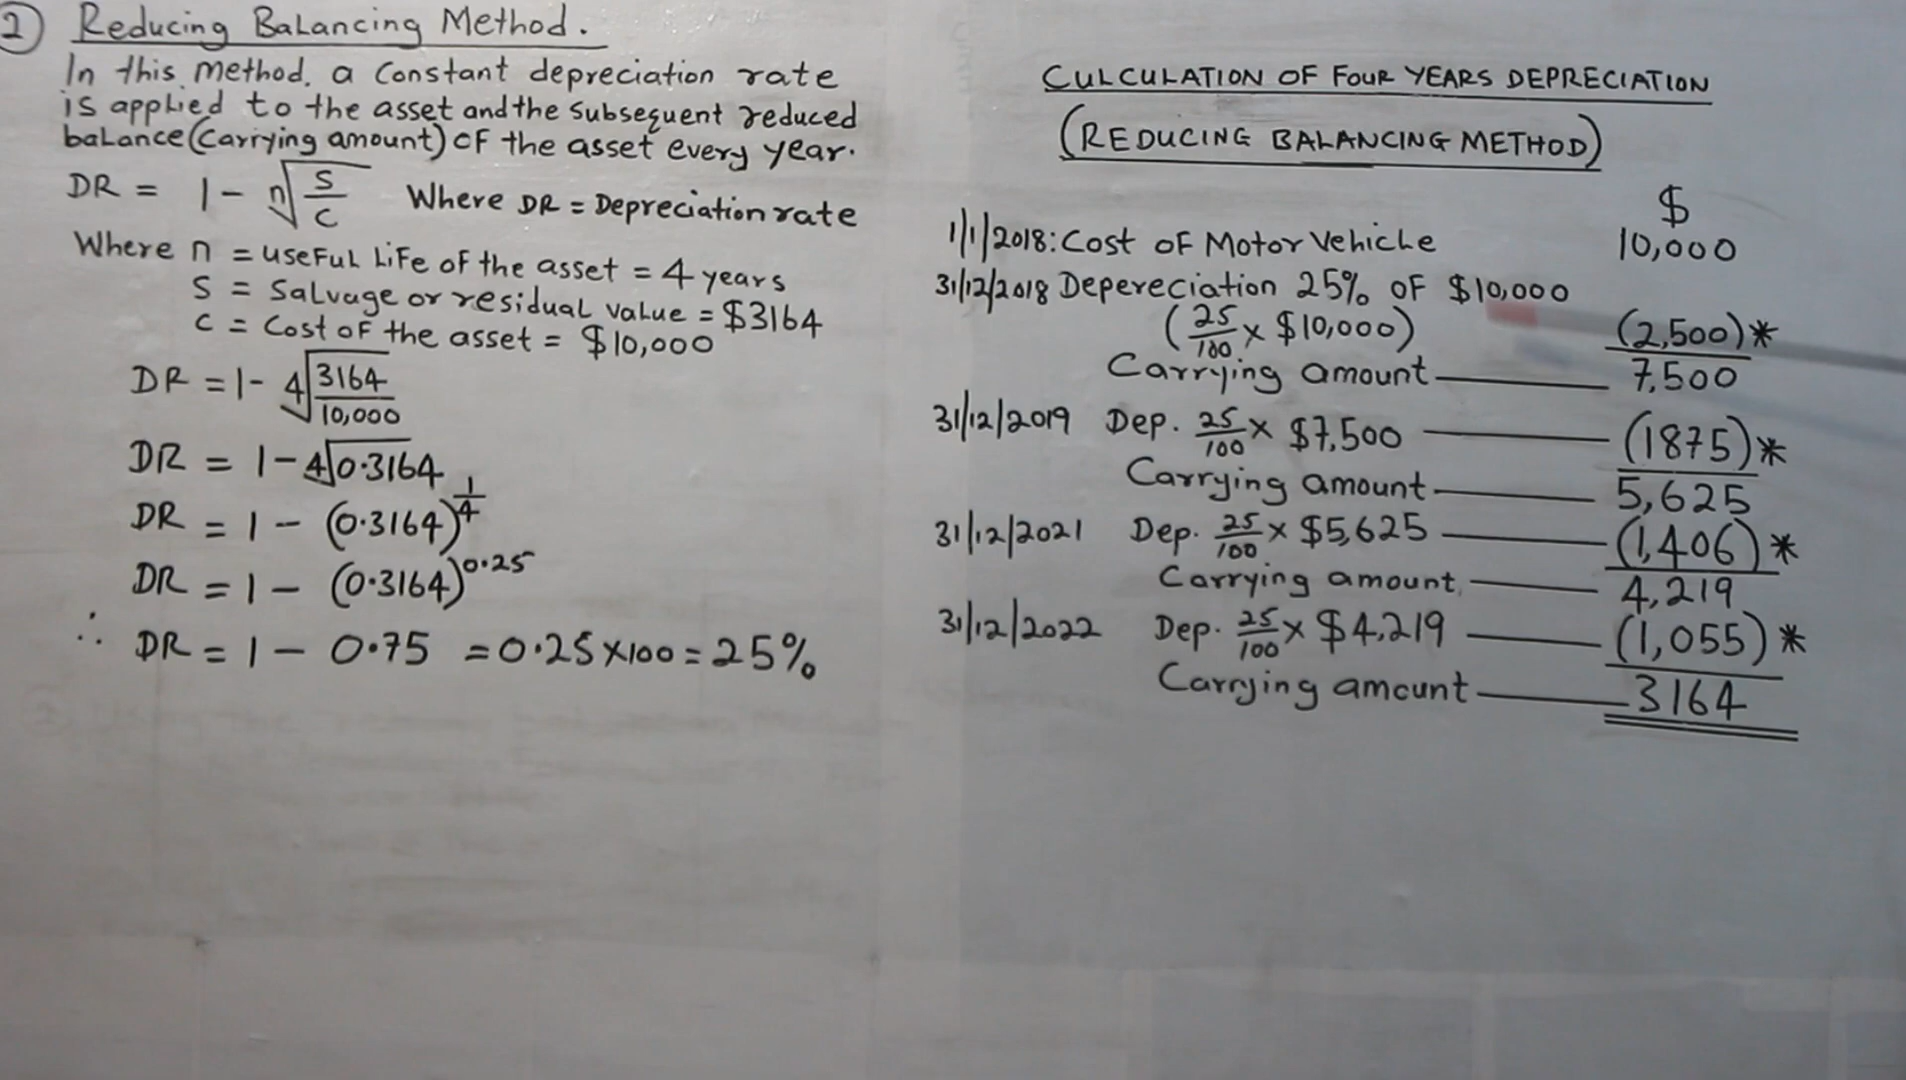 2 Reducing Balancing Method.
In this method, a constant depreciation rate
is applied to the asset and the subsequent reduced
balance (carrying amount) of the asset every year.
DR = 1 - n√(S/C) Where DR = Depreciation rate
Where n = useful life of the asset = 4 years
S = Salvage or residual value = $3164
C = Cost of the asset = $10,000
DR = 1 - 4√(3164/10,000)
DR = 1 - 4√0.3164
DR = 1 - (0.3164)^1/4
DR = 1 - (0.3164)^0.25
∴ DR = 1 - 0.75 = 0.25 x 100 = 25%
CULCULATION OF FOUR YEARS DEPRECIATION
(REDUCING BALANCING METHOD)
$
1/1/2018: Cost of Motor Vehicle 10,000
31/12/2018 Depereciation 25% of $10,000
(25/100 x $10,000) (2,500)*
Carrying amount 7,500
31/12/2019 Dep. 25/100 x $7,500 (1875)*
Carrying amount 5,625
31/12/2021 Dep. 25/100 x $5,625 (1,406)*
Carrying amount 4,219
31/12/2022 Dep. 25/100 x $4,219 (1,055)*
Carrying amount 3164